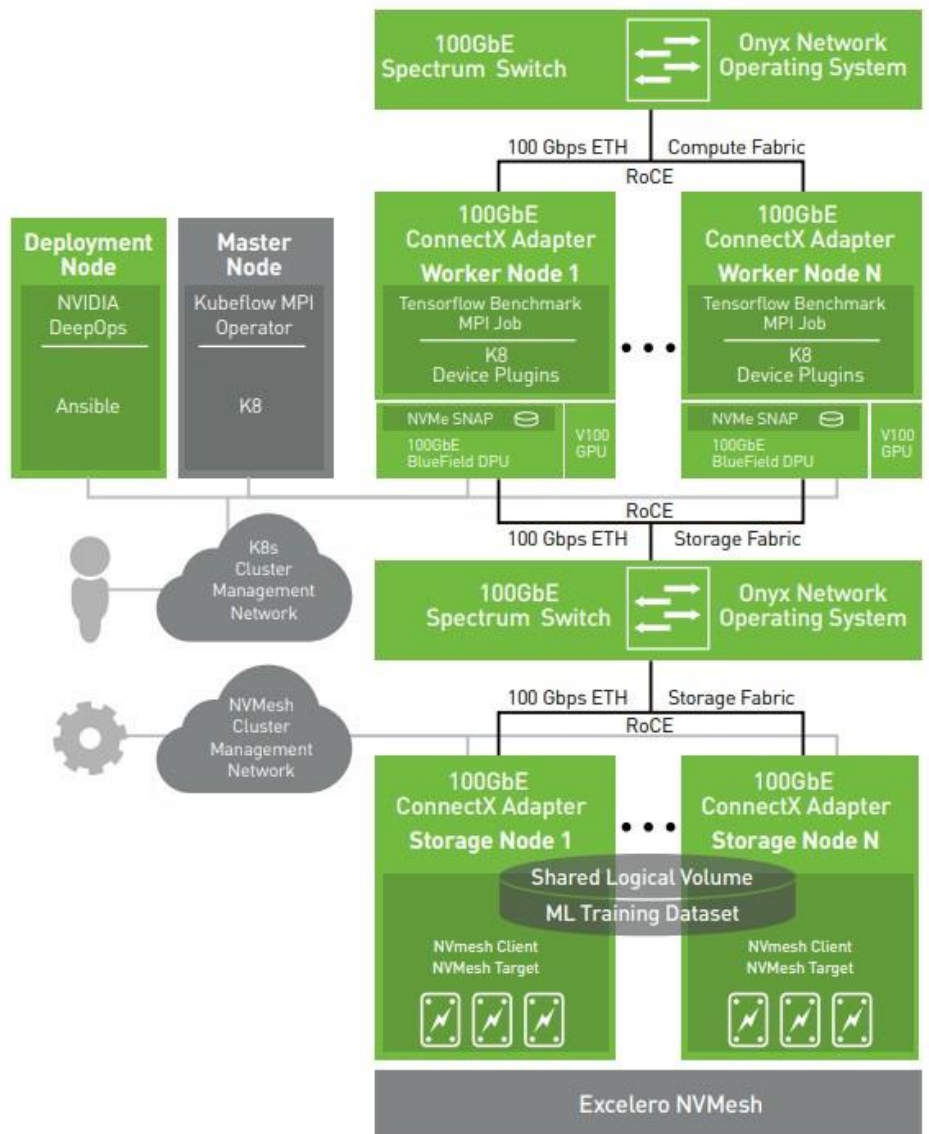 100GbE
Spectrum Switch
Onyx Network
Operating System
100 Gbps ETH
Compute Fabric
RoCE
Deployment
Node
NVIDIA
DeepOps
Ansible
Master
Node
Kubeflow MPI
Operator
K8
100GbE
ConnectX Adapter
Worker Node 1
Tensorflow Benchmark
MPI Job
K8
Device Plugins
NVMe SNAP
100GbE
BlueField DPU
V100
GPU
100GbE
ConnectX Adapter
Worker Node N
Tensorflow Benchmark
MPI Job
K8
Device Plugins
NVMe SNAP
100GbE
BlueField DPU
V100
GPU
RoCE
100 Gbps ETH
Storage Fabric
K8s
Cluster
Management
Network
100GbE
Spectrum Switch
Onyx Network
Operating System
100 Gbps ETH
Storage Fabric
RoCE
NVMesh
Cluster
Management
Network
100GbE
ConnectX Adapter
Storage Node 1
100GbE
ConnectX Adapter
Storage Node N
Shared Logical Volume
ML Training Dataset
NVmesh Client
NVMesh Target
NVmesh Client
NVMesh Target
Excelero NVMesh